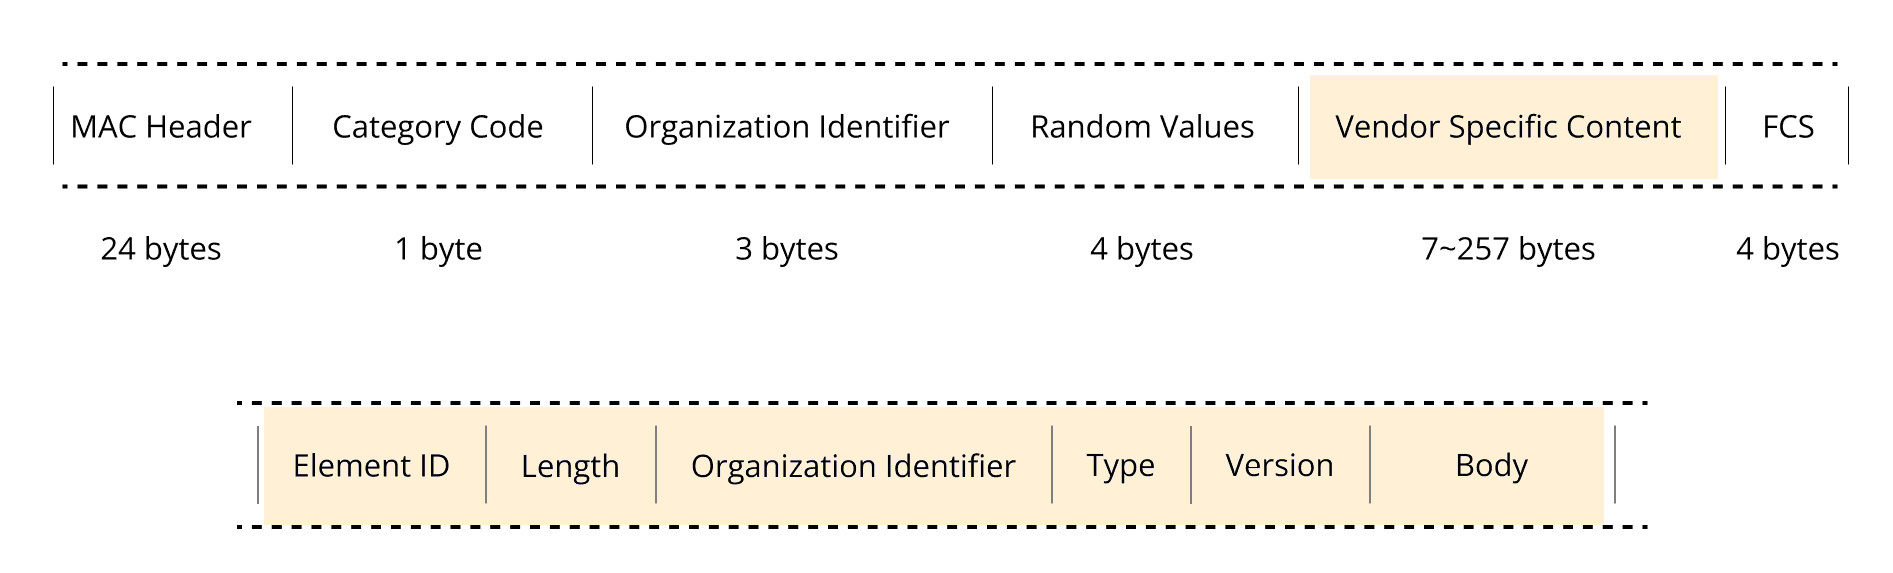 MAC Header Category Code Organization Identifier Random Values Vendor Specific Content FCS
24 bytes 1 byte 3 bytes 4 bytes 7~257 bytes 4 bytes
Element ID Length Organization Identifier Type Version Body